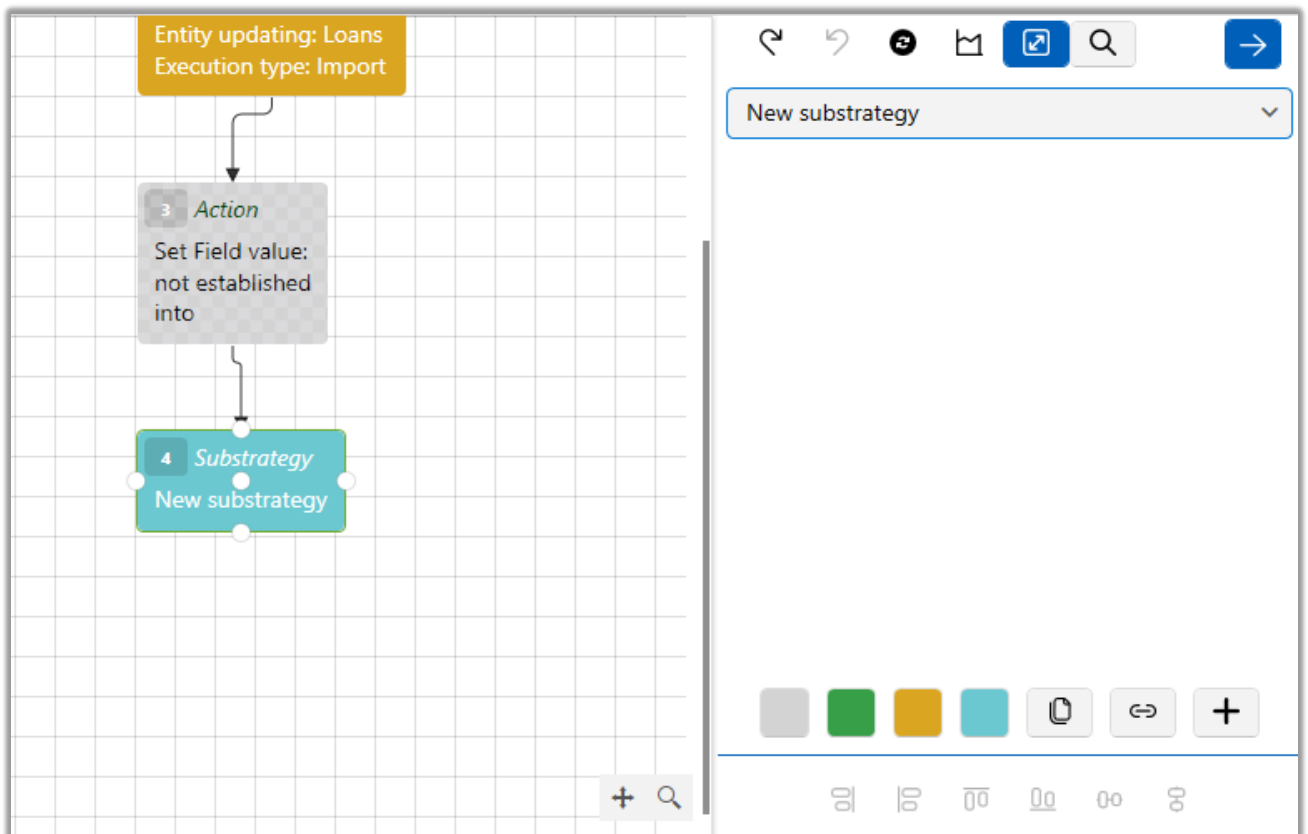 Entity updating: Loans
Execution type: Import
3 Action
Set Field value:
not established
into
4 Substrategy
New substrategy
New substrategy